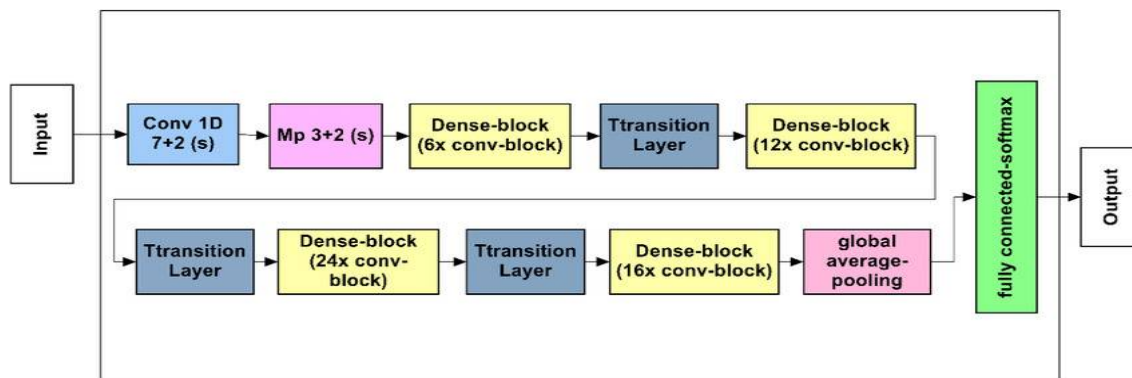 Input
Conv 1D
7+2 (s)
Mp 3+2 (s)
Dense-block
(6x conv-block)
Ttransition
Layer
Dense-block
(12x conv-block)
Ttransition
Layer
Dense-block
(24x conv-
block)
Ttransition
Layer
Dense-block
(16x conv-block)
global
average-
pooling
fully connected-softmax
Output